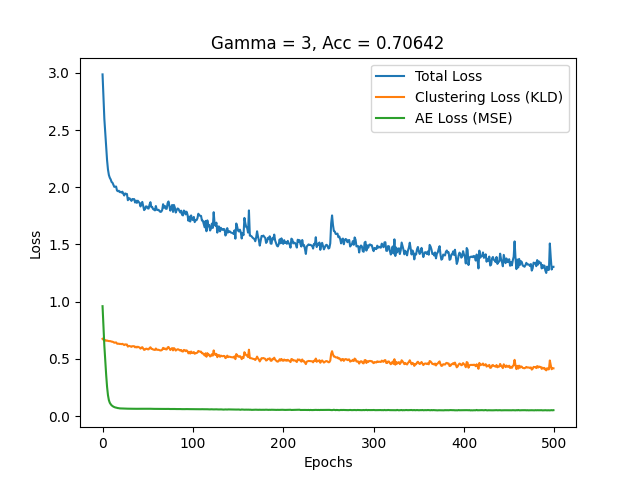 Gamma = 3, Acc = 0.70642
Total Loss
Clustering Loss (KLD)
AE Loss (MSE)
3.0
2.5
2.0
1.5
1.0
0.5
0.0
Loss
0 100 200 300 400 500
Epochs